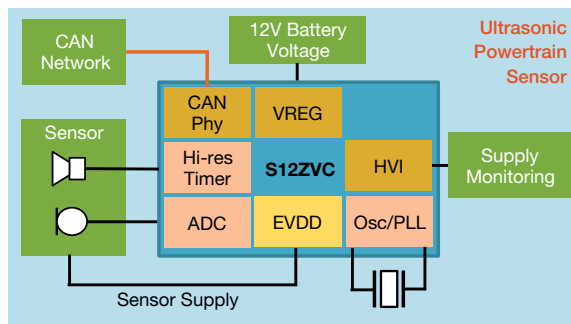 CAN
Network
12V Battery
Voltage
Ultrasonic
Powertrain
Sensor
CAN
Phy
VREG
Sensor
Hi-res
Timer
S12ZVC
HVI
Supply
Monitoring
ADC
EVDD
Osc/PLL
Sensor Supply